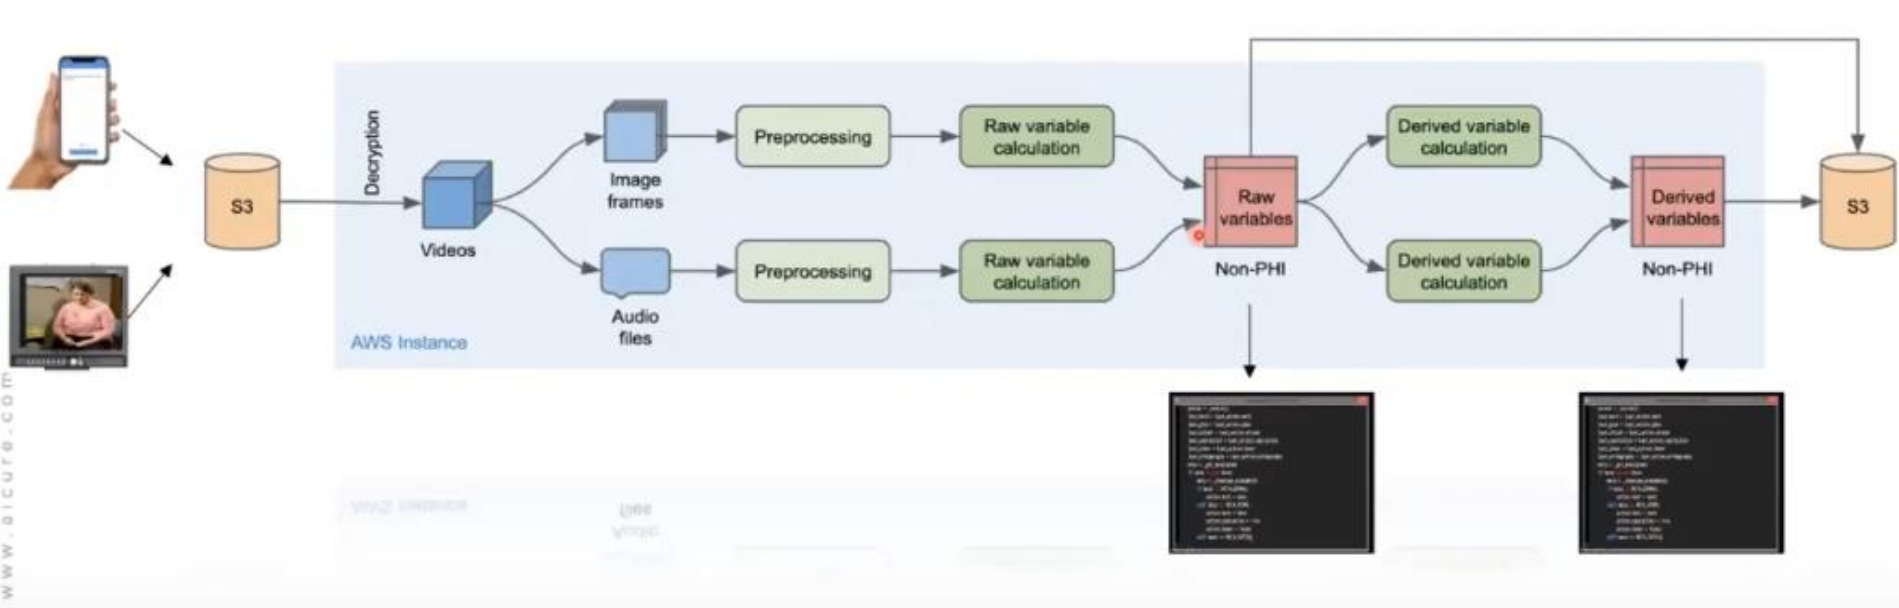 Decryption
Image
frames
Preprocessing
Raw variable
calculation
Derived variable
calculation
S3
Videos
Raw
variables
Non-PHI
Derived
variables
Non-PHI
S3
Audio
files
Preprocessing
Raw variable
calculation
Derived variable
calculation
AWS Instance
www.aicure.com